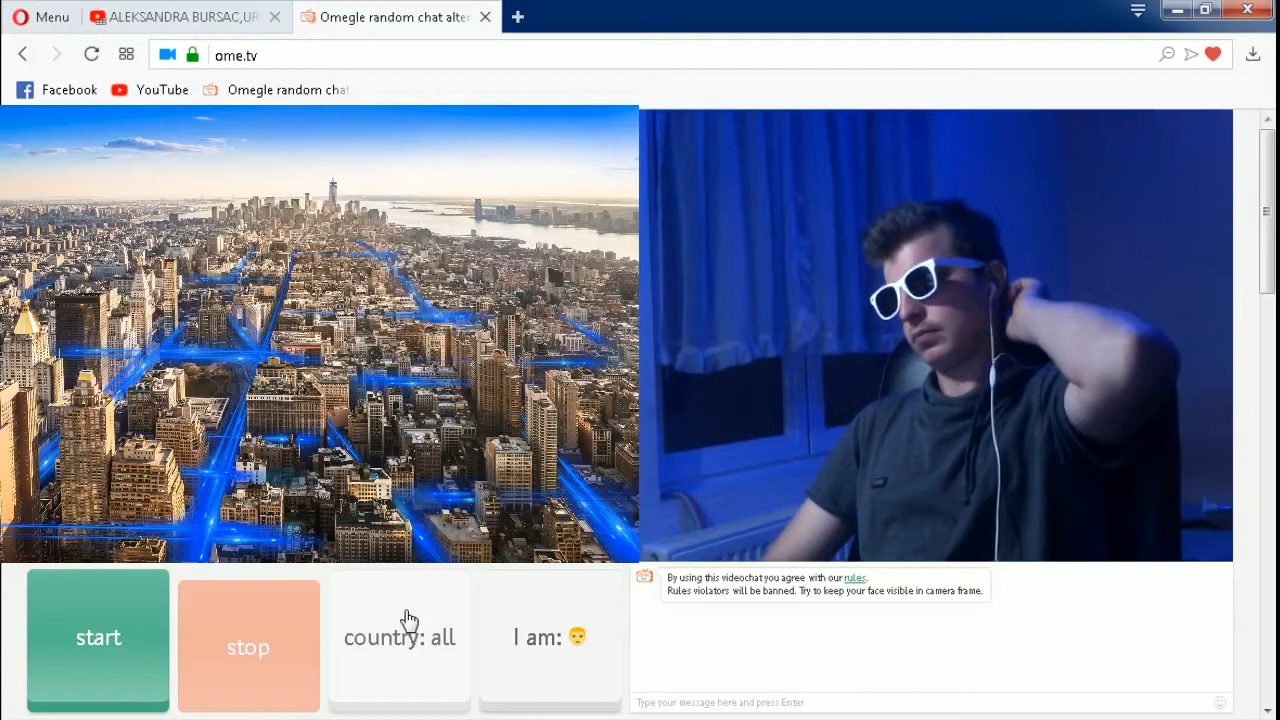 Menu
ALEKSANDRA BURSAC,UR
Omegle random chat alter
ome.tv
Facebook
YouTube
Omegle random chat
start
stop
country: all
I am:
By using this videochat you agree with our rules.
Rules violators will be banned. Try to keep your face visible in camera frame.
Type your message here and press Enter